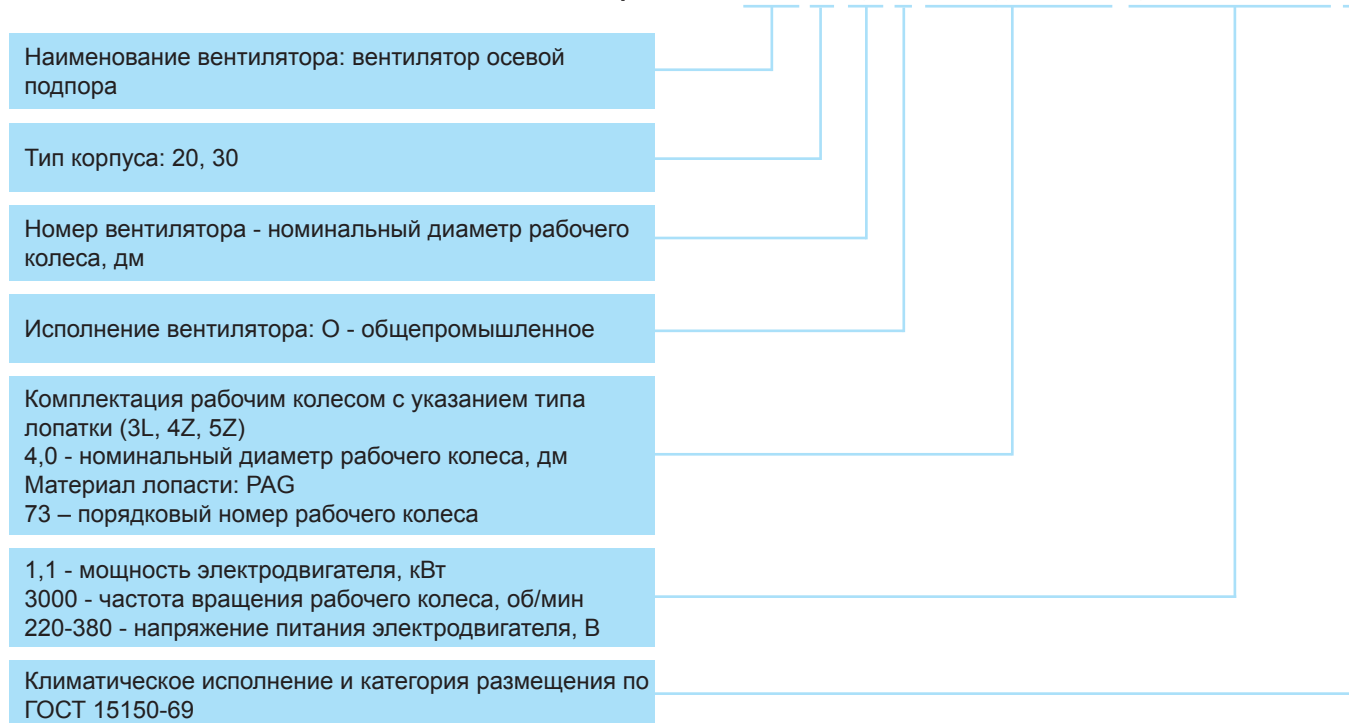 Наименование вентилятора: вентилятор осевой
подпора
Тип корпуса: 20, 30
Номер вентилятора - номинальный диаметр рабочего
колеса, дм
Исполнение вентилятора: О - общепромышленное
Комплектация рабочим колесом с указанием типа
лопатки (3L, 4Z, 5Z)
4,0 - номинальный диаметр рабочего колеса, дм
Материал лопасти: PAG
73 – порядковый номер рабочего колеса
1,1 - мощность электродвигателя, кВт
3000 - частота вращения рабочего колеса, об/мин
220-380 - напряжение питания электродвигателя, В
Климатическое исполнение и категория размещения по
ГОСТ 15150-69